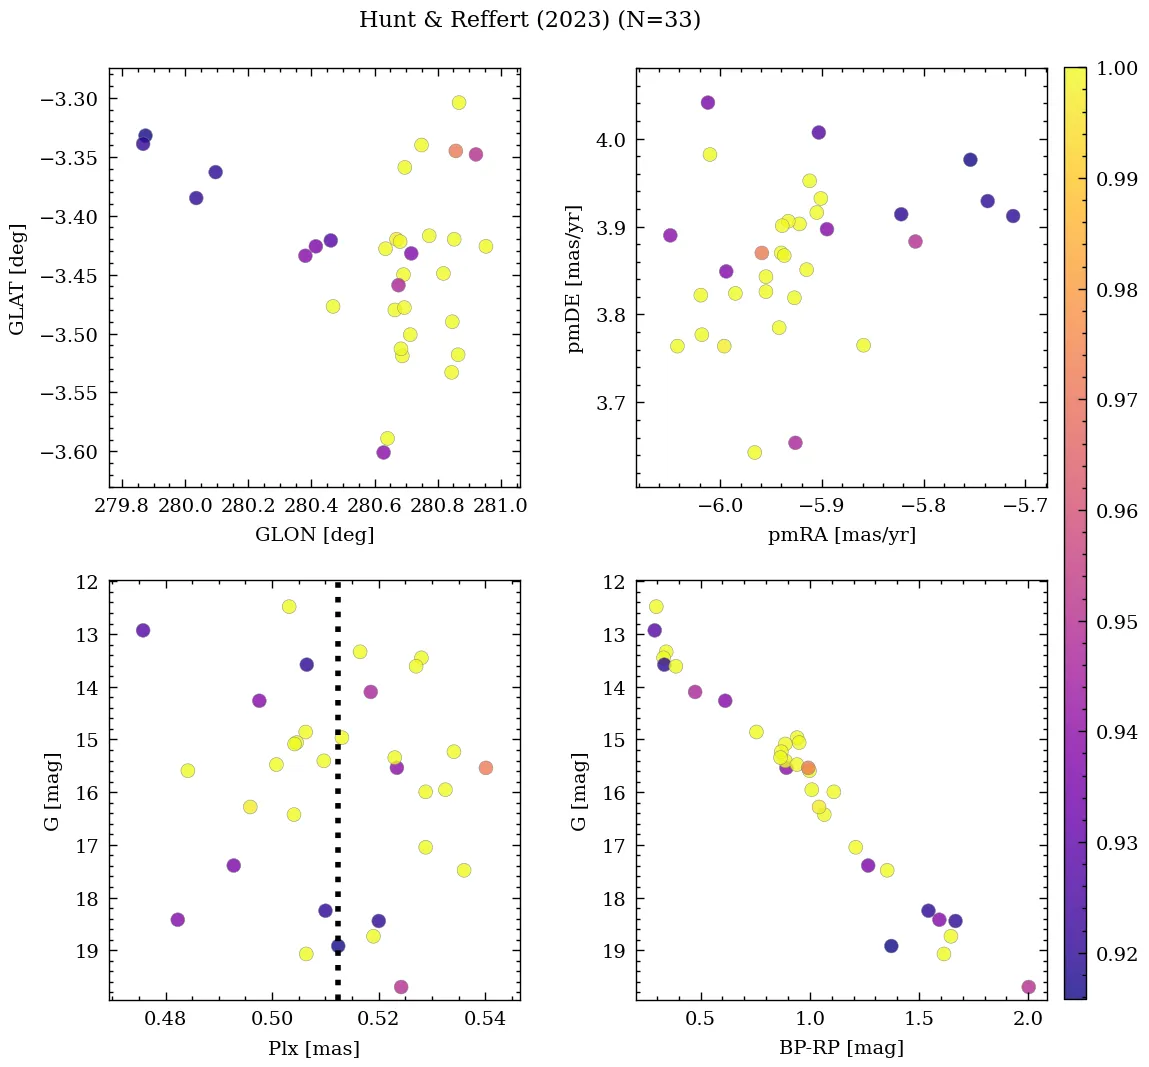 Hunt & Reffert (2023) (N=33)
−3.30
−3.35
−3.40
−3.45
−3.50
−3.55
−3.60
GLAT [deg]
279.8 280.0 280.2 280.4 280.6 280.8 281.0
GLON [deg]
4.0
3.9
3.8
3.7
pmDE [mas/yr]
−6.0 −5.9 −5.8 −5.7
pmRA [mas/yr]
12
13
14
15
16
17
18
19
G [mag]
0.48 0.50 0.52 0.54
Plx [mas]
12
13
14
15
16
17
18
19
G [mag]
0.5 1.0 1.5 2.0
BP-RP [mag]
1.00
0.99
0.98
0.97
0.96
0.95
0.94
0.93
0.92